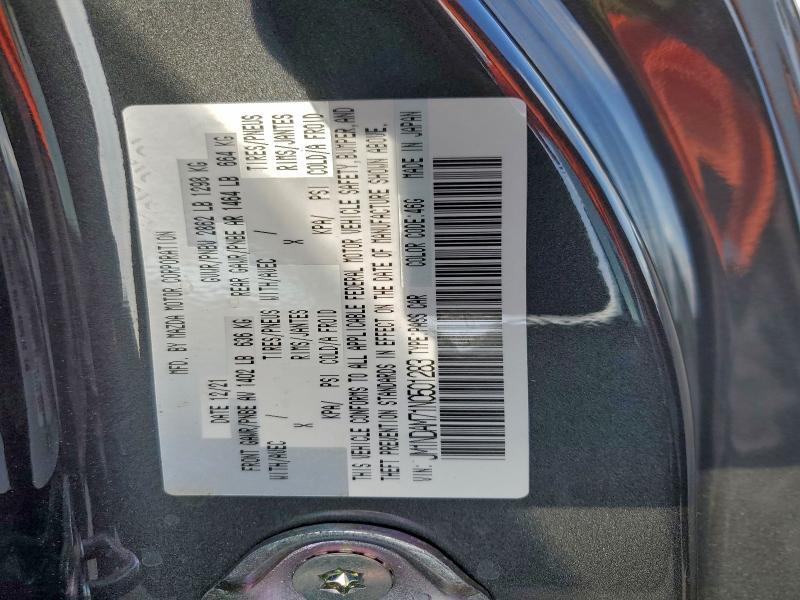 MFD. BY MAZDA MOTOR CORPORATION
DATE 12/21 GVWR/PNBV 2862 LB 1298 KG
FRONT GAWR/PNBE AV 1402 LB 636 KG REAR GAWR/PNBE AR 1464 LB 664 KG
WITH/AVEC / TIRES/PNEUS WITH/AVEC / TIRES/PNEUS
X RIMS/JANTES X RIMS/JANTES
KPA/ PSI COLD/A FROID KPA/ PSI COLD/A FROID
THIS VEHICLE CONFORMS TO ALL APPLICABLE FEDERAL MOTOR VEHICLE SAFETY,BUMPER,AND
THEFT PREVENTION STANDARDS IN EFFECT ON THE DATE OF MANUFACTURE SHOWN ABOVE.
VIN: JM1NDAM71N0501283 TYPE:PASS CAR COLOR CODE:46G MADE IN JAPAN